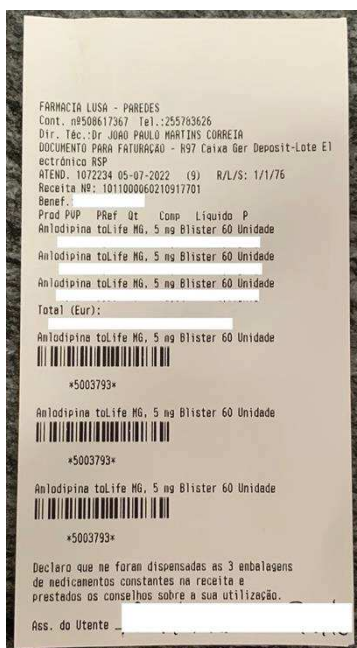 FARMACIA LUSA - PAREDES
Cont. nº508617367 Tel.:255783626
Dir. Téc.:Dr JOAO PAULO MARTINS CORREIA
DOCUMENTO PARA FATURAÇÃO - R97 Caixa Ger Deposit-Lote El
ectrónico RSP
ATEND. 1072234 05-07-2022 (9) R/L/S: 1/1/76
Receita Nº: 1011000060210917701
Benef.:
Prod PVP PRef Qt Comp Líquido P
Amlodipina toLife MG, 5 mg Blister 60 Unidade
Amlodipina toLife MG, 5 mg Blister 60 Unidade
Amlodipina toLife MG, 5 mg Blister 60 Unidade
Total (Eur):
Amlodipina toLife MG, 5 mg Blister 60 Unidade
*5003793*
Amlodipina toLife MG, 5 mg Blister 60 Unidade
*5003793*
Amlodipina toLife MG, 5 mg Blister 60 Unidade
*5003793*
Declaro que me foram dispensadas as 3 embalagens
de medicamentos constantes na receita e
prestados os conselhos sobre a sua utilização.
Ass. do Utente